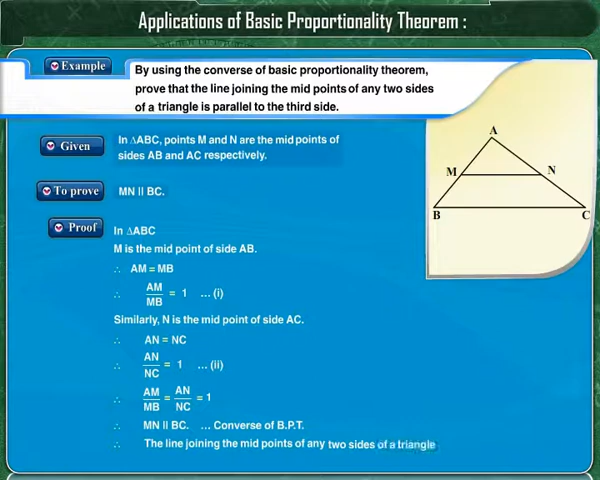 Applications of Basic Proportionality Theorem :
Example
By using the converse of basic proportionality theorem,
prove that the line joining the mid points of any two sides
of a triangle is parallel to the third side.
Given
In ∆ABC, points M and N are the mid points of
sides AB and AC respectively.
To prove
MN || BC.
Proof
In ∆ABC
M is the mid point of side AB.
∴ AM = MB
∴ AM/MB = 1 ...(i)
Similarly, N is the mid point of side AC.
∴ AN = NC
∴ AN/NC = 1 ...(ii)
∴ AM/MB = AN/NC = 1
∴ MN || BC. ... Converse of B.P.T.
∴ The line joining the mid points of any two sides of a triangle
A
M N
B C